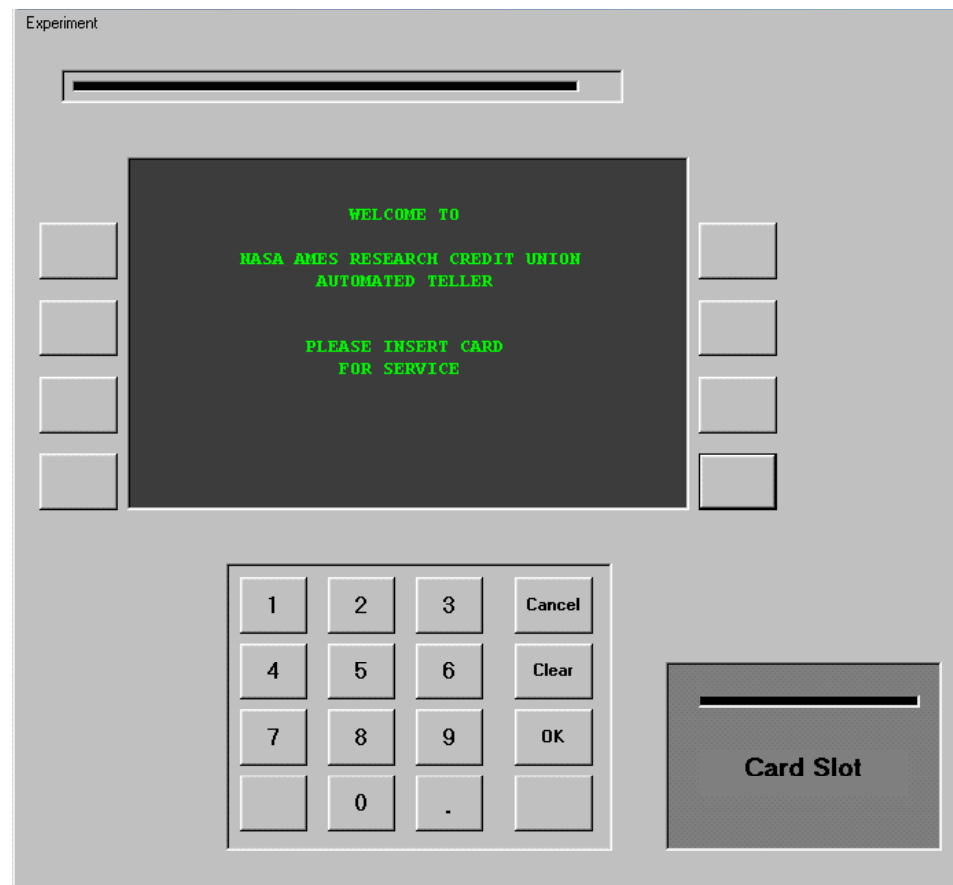 Experiment
WELCOME TO
NASA AMES RESEARCH CREDIT UNION
AUTOMATED TELLER
PLEASE INSERT CARD
FOR SERVICE
1 2 3 Cancel
4 5 6 Clear
7 8 9 OK
0 .
Card Slot